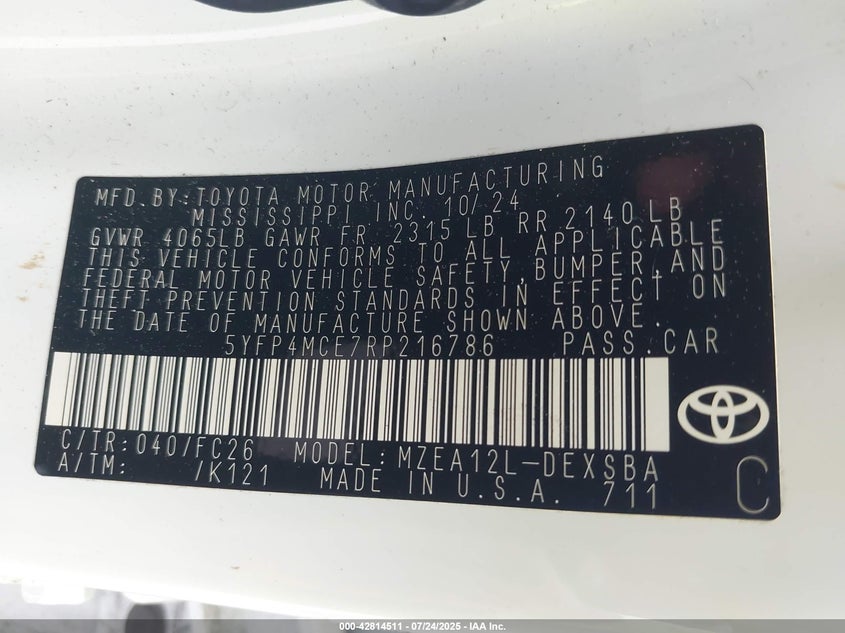 MFD. BY: TOYOTA MOTOR MANUFACTURING
MISSISSIPPI INC. 10/24
GVWR 4065LB GAWR FR 2315 LB RR 2140 LB
THIS VEHICLE CONFORMS TO ALL APPLICABLE
FEDERAL MOTOR VEHICLE SAFETY, BUMPER, AND
THEFT PREVENTION STANDARDS IN EFFECT ON
THE DATE OF MANUFACTURE SHOWN ABOVE.
5YFP4MCE7RP216786 PASS. CAR
C/TR: 040/FC26 MODEL: MZEA12L-DEXSBA
A/TM: /K121 MADE IN U.S.A. 711 C
000-42814511 - 07/24/2025 - IAA Inc.